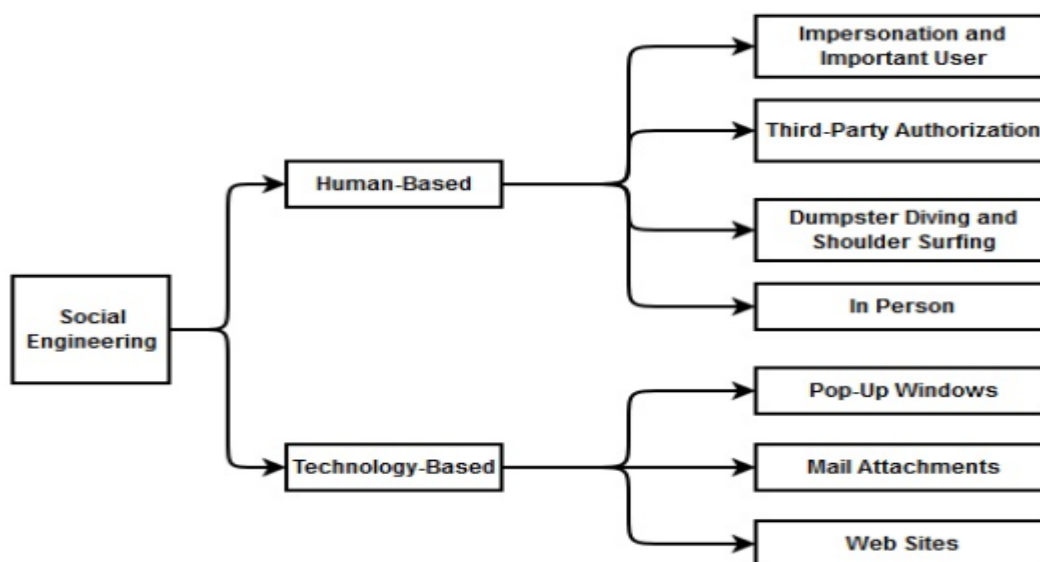 Impersonation and
Important User
Third-Party Authorization
Human-Based
Dumpster Diving and
Shoulder Surfing
In Person
Social
Engineering
Pop-Up Windows
Technology-Based
Mail Attachments
Web Sites